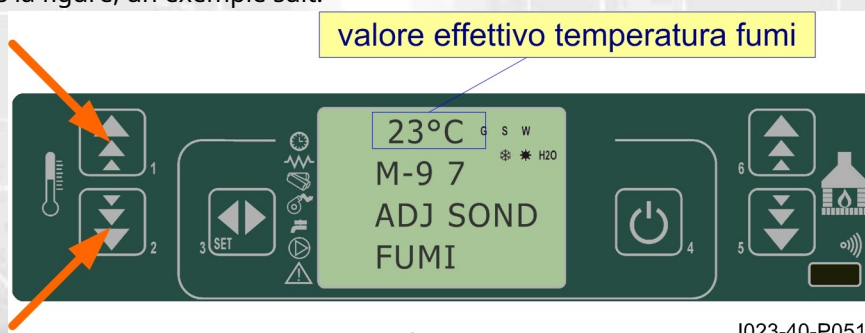 valore effettivo temperatura fumi
23°C G S W
❄ ✷ H2O
M-9 7
ADJ SOND
FUMI
1
2
3 SET
4
6
5
J023-40-P051